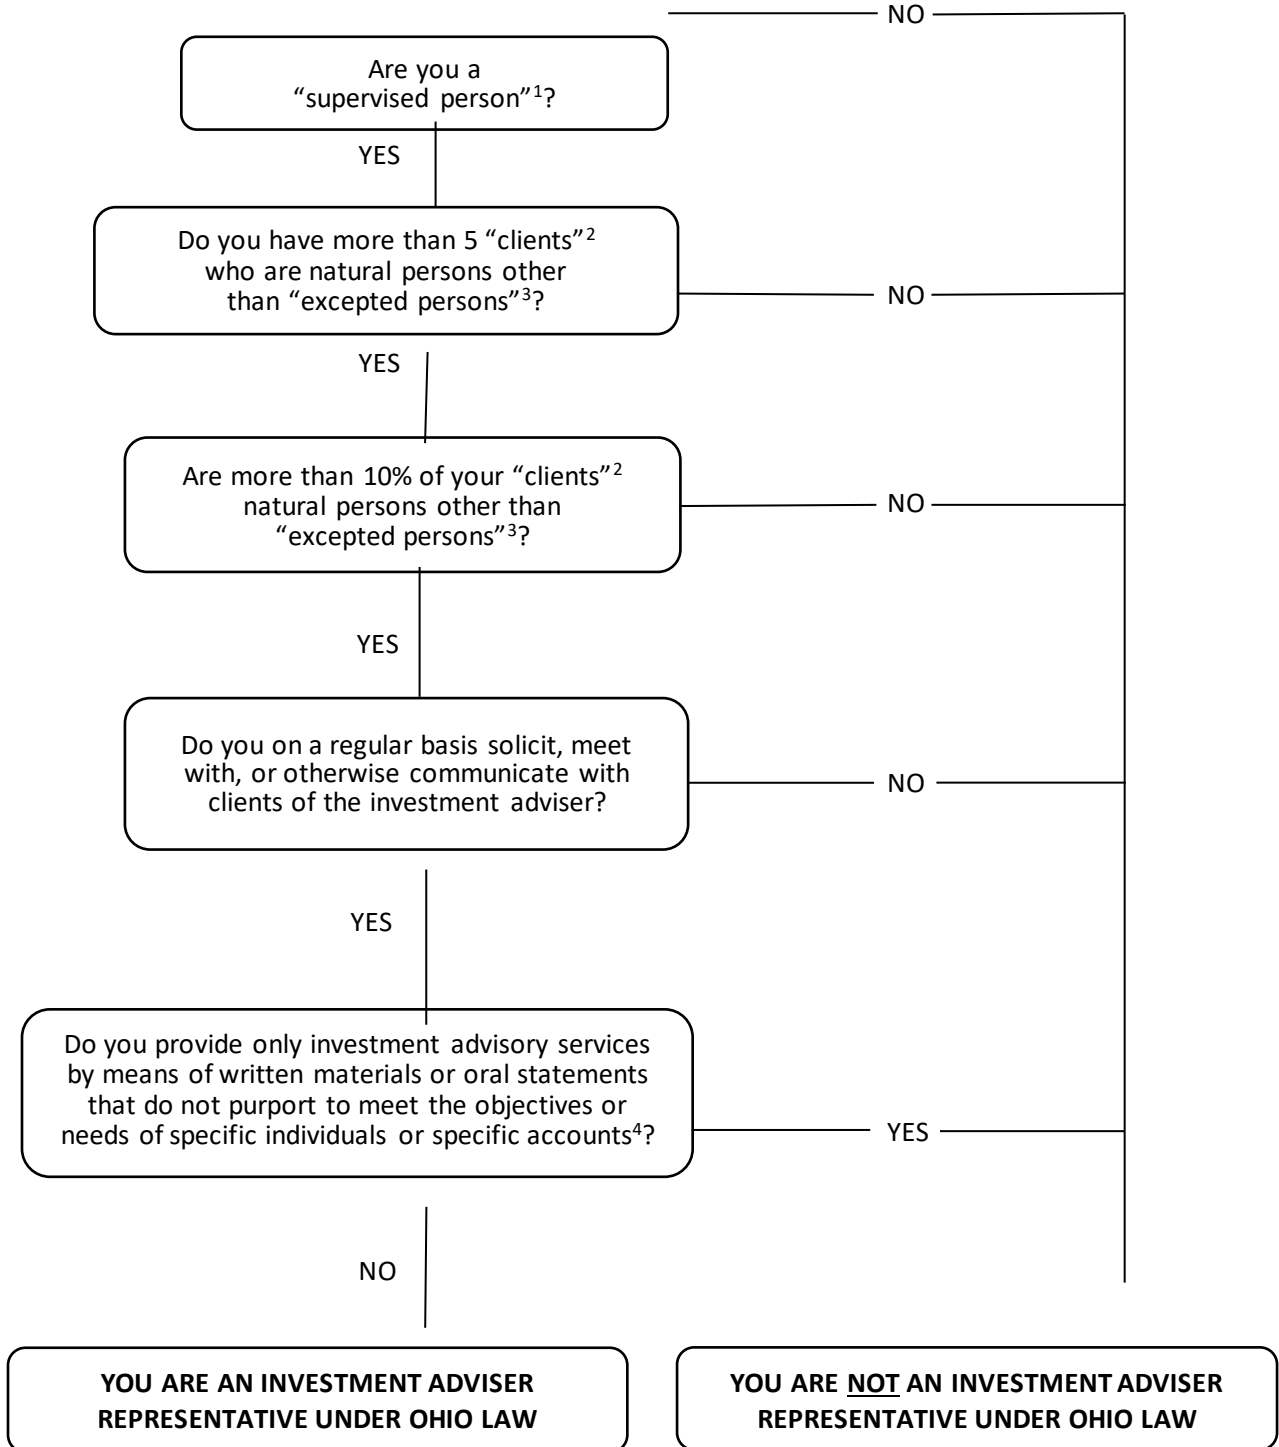 NO
Are you a
“supervised person”1?
YES
Do you have more than 5 “clients”2
who are natural persons other
than “excepted persons”3?
NO
YES
Are more than 10% of your “clients”2
natural persons other than
“excepted persons”3?
NO
YES
Do you on a regular basis solicit, meet
with, or otherwise communicate with
clients of the investment adviser?
NO
YES
Do you provide only investment advisory services
by means of written materials or oral statements
that do not purport to meet the objectives or
needs of specific individuals or specific accounts4?
YES
NO
YOU ARE AN INVESTMENT ADVISER
REPRESENTATIVE UNDER OHIO LAW
YOU ARE NOT AN INVESTMENT ADVISER
REPRESENTATIVE UNDER OHIO LAW